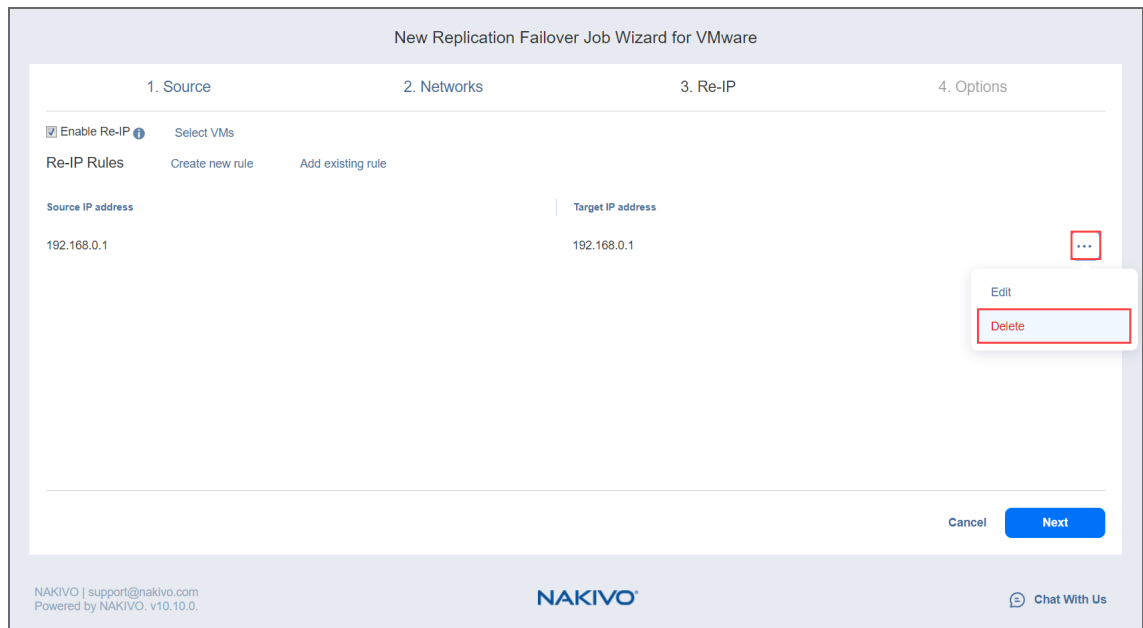 New Replication Failover Job Wizard for VMware
1. Source 2. Networks 3. Re-IP 4. Options
Enable Re-IP Select VMs
Re-IP Rules Create new rule Add existing rule
Source IP address Target IP address
192.168.0.1 192.168.0.1 ...
Edit
Delete
Cancel Next
NAKIVO | support@nakivo.com
Powered by NAKIVO. v10.10.0.
NAKIVO®
Chat With Us